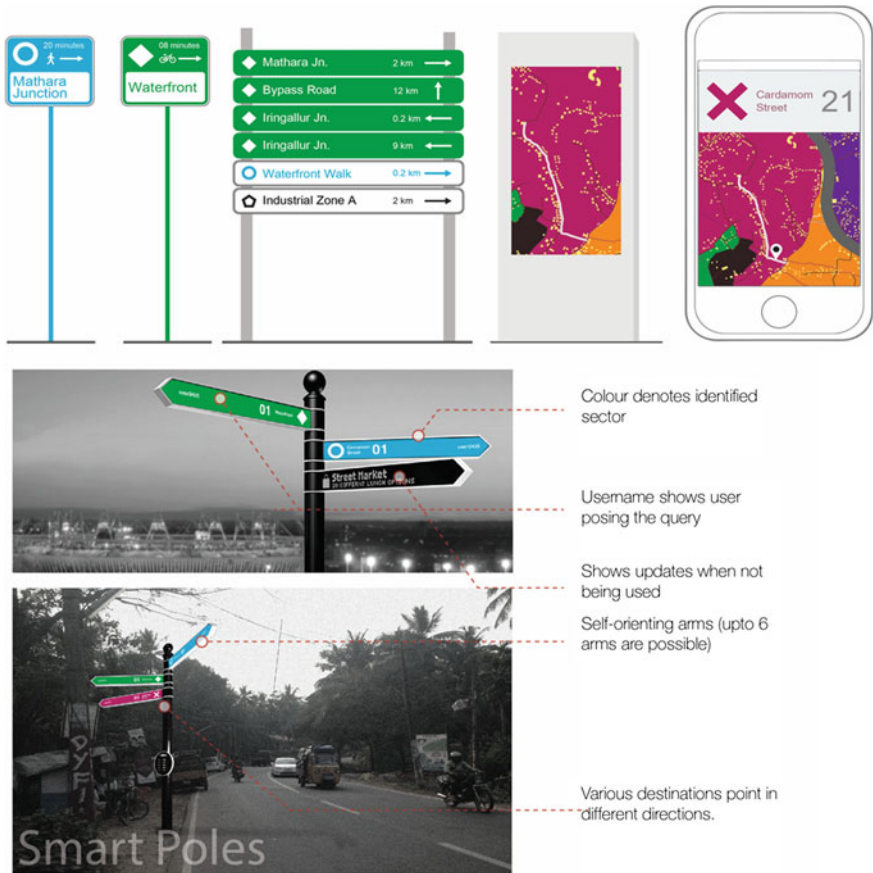 20 minutes
Mathara
Junction
08 minutes
Waterfront
Mathara Jn. 2 km
Bypass Road 12 km
Iringallur Jn. 0.2 km
Iringallur Jn. 9 km
Waterfront Walk 0.2 km
Industrial Zone A 2 km
Cardamom
Street 21
01
Cinnamon
Street 01
Street Market
Colour denotes identified
sector
Username shows user
posing the query
Shows updates when not
being used
Self-orienting arms (upto 6
arms are possible)
Various destinations point in
different directions.
Smart Poles